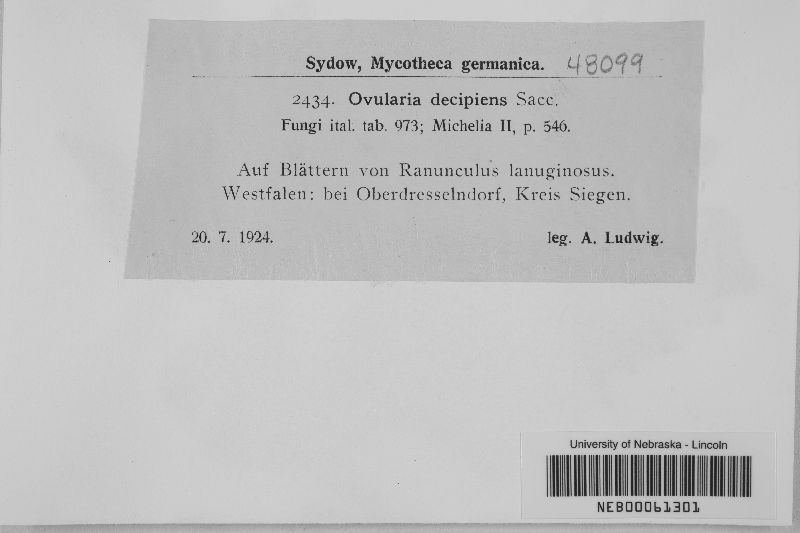 Sydow, Mycotheca germanica. 48099
2434. Ovularia decipiens Sacc.
Fungi ital. tab. 973; Michelia II, p. 546.
Auf Blättern von Ranunculus lanuginosus.
Westfalen: bei Oberdresselndorf, Kreis Siegen.
20. 7. 1924. leg. A. Ludwig.
University of Nebraska - Lincoln
NEB00061301